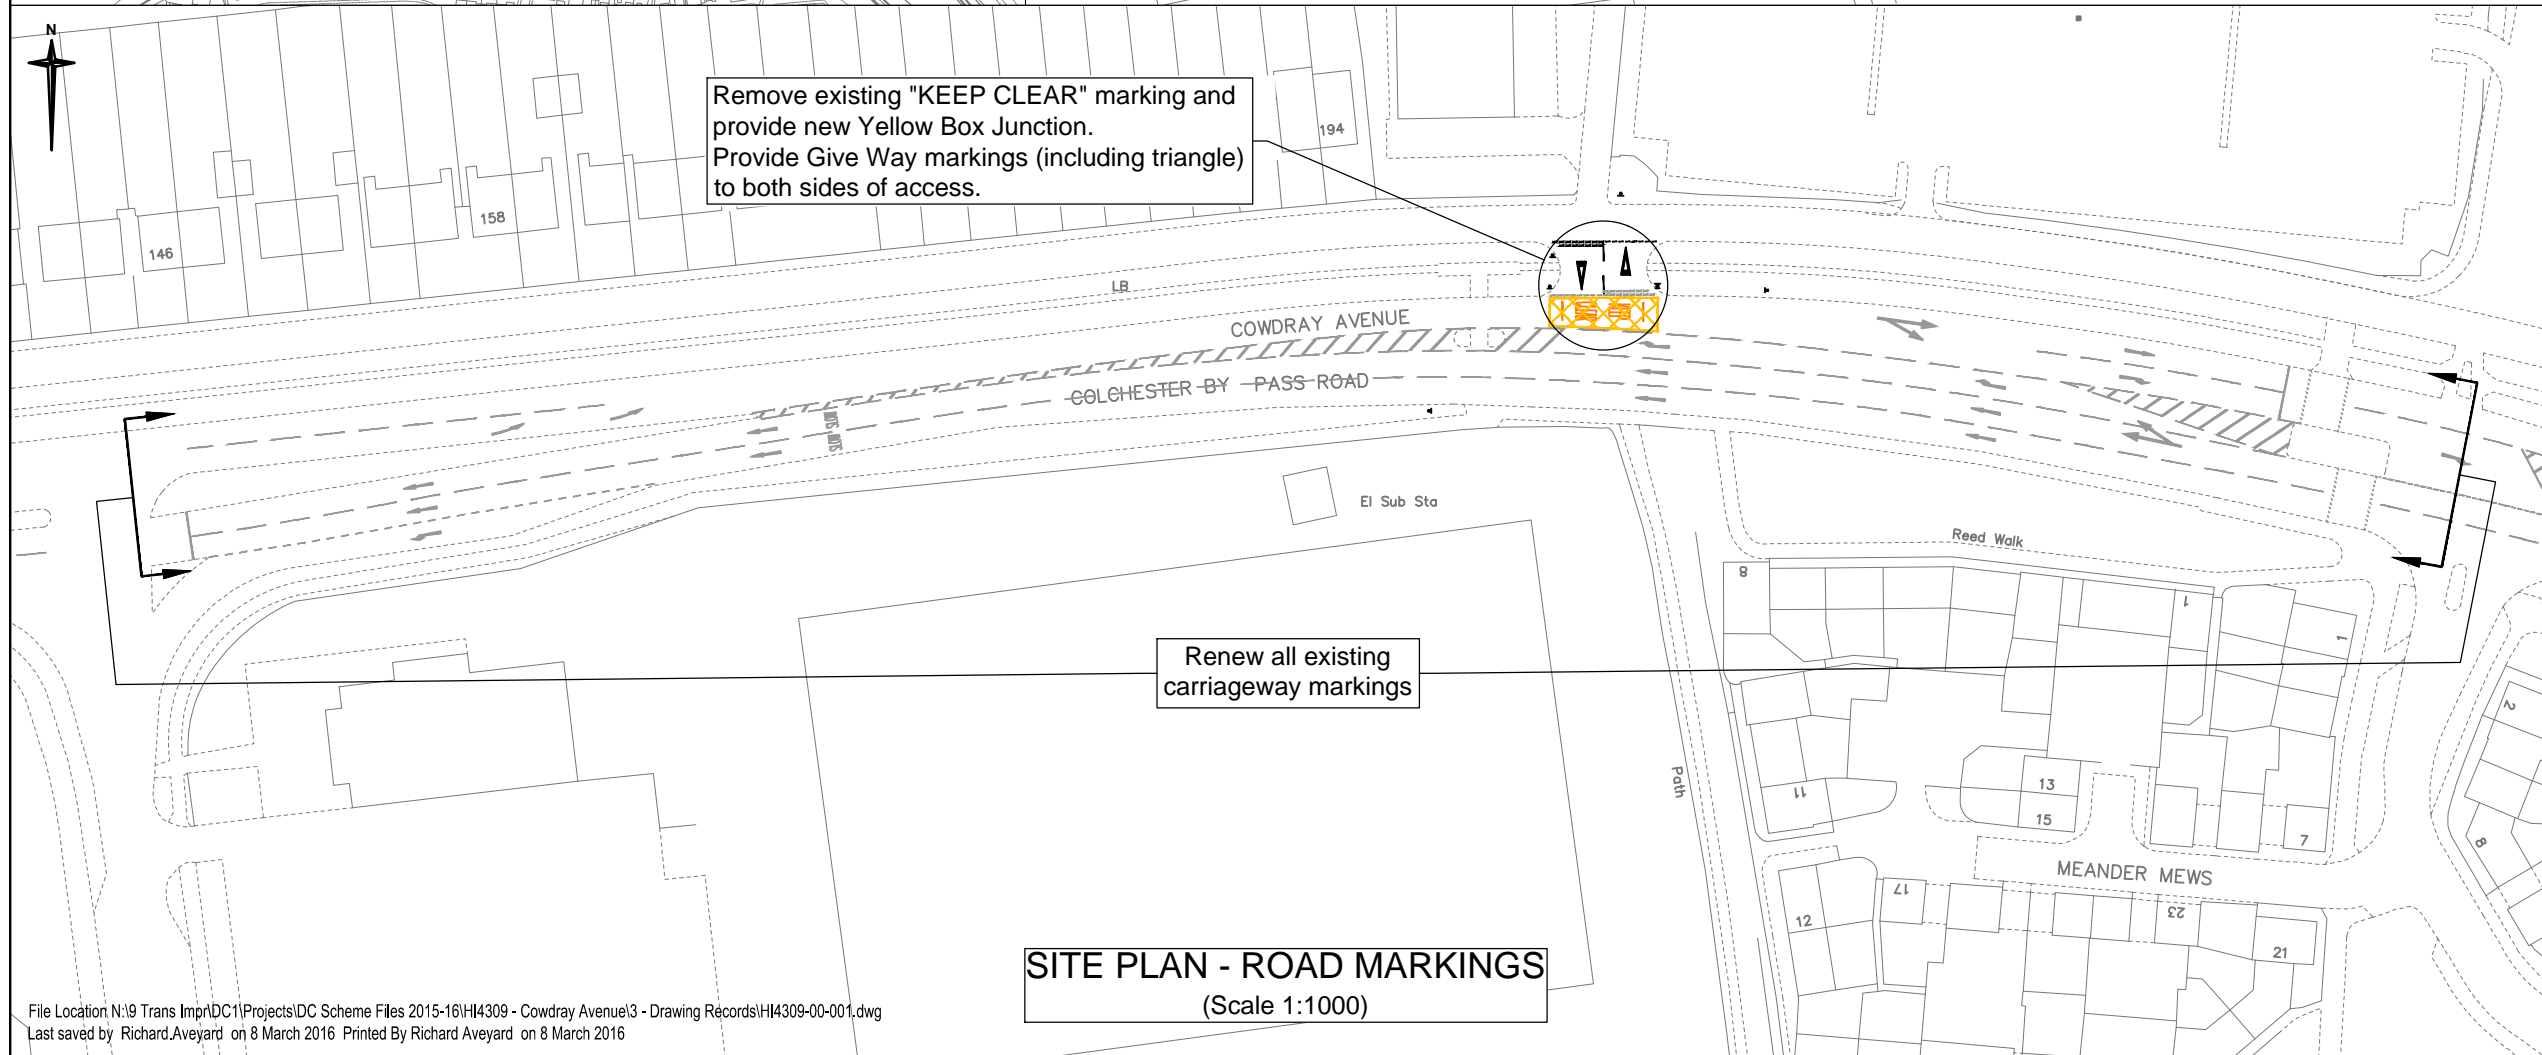 N
Remove existing "KEEP CLEAR" marking and
provide new Yellow Box Junction.
Provide Give Way markings (including triangle)
to both sides of access.
194
158
146
LB
COWDRAY AVENUE
COLCHESTER BY - PASS ROAD
El Sub Sta
Reed Walk
8
1
1
2
Renew all existing
carriageway markings
Path
11
13
15
7
8
MEANDER MEWS
17
12
23
21
SITE PLAN - ROAD MARKINGS
(Scale 1:1000)
File Location N:\9 Trans Impr\DC1\Projects\DC Scheme Files 2015-16\HI4309 - Cowdray Avenue\3 - Drawing Records\HI4309-00-001.dwg
Last saved by Richard.Aveyard on 8 March 2016 Printed By Richard Aveyard on 8 March 2016